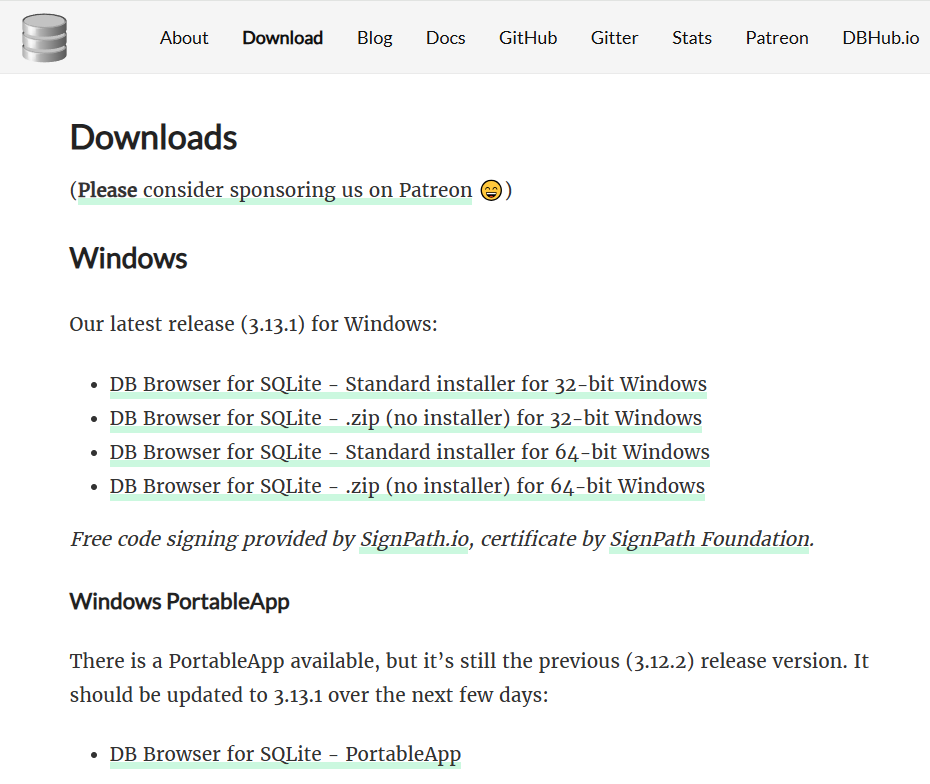 About Download Blog Docs GitHub Gitter Stats Patreon DBHub.io
Downloads
(Please consider sponsoring us on Patreon 😄)
Windows
Our latest release (3.13.1) for Windows:
• DB Browser for SQLite - Standard installer for 32-bit Windows
• DB Browser for SQLite - .zip (no installer) for 32-bit Windows
• DB Browser for SQLite - Standard installer for 64-bit Windows
• DB Browser for SQLite - .zip (no installer) for 64-bit Windows
Free code signing provided by SignPath.io, certificate by SignPath Foundation.
Windows PortableApp
There is a PortableApp available, but it’s still the previous (3.12.2) release version. It
should be updated to 3.13.1 over the next few days:
• DB Browser for SQLite - PortableApp